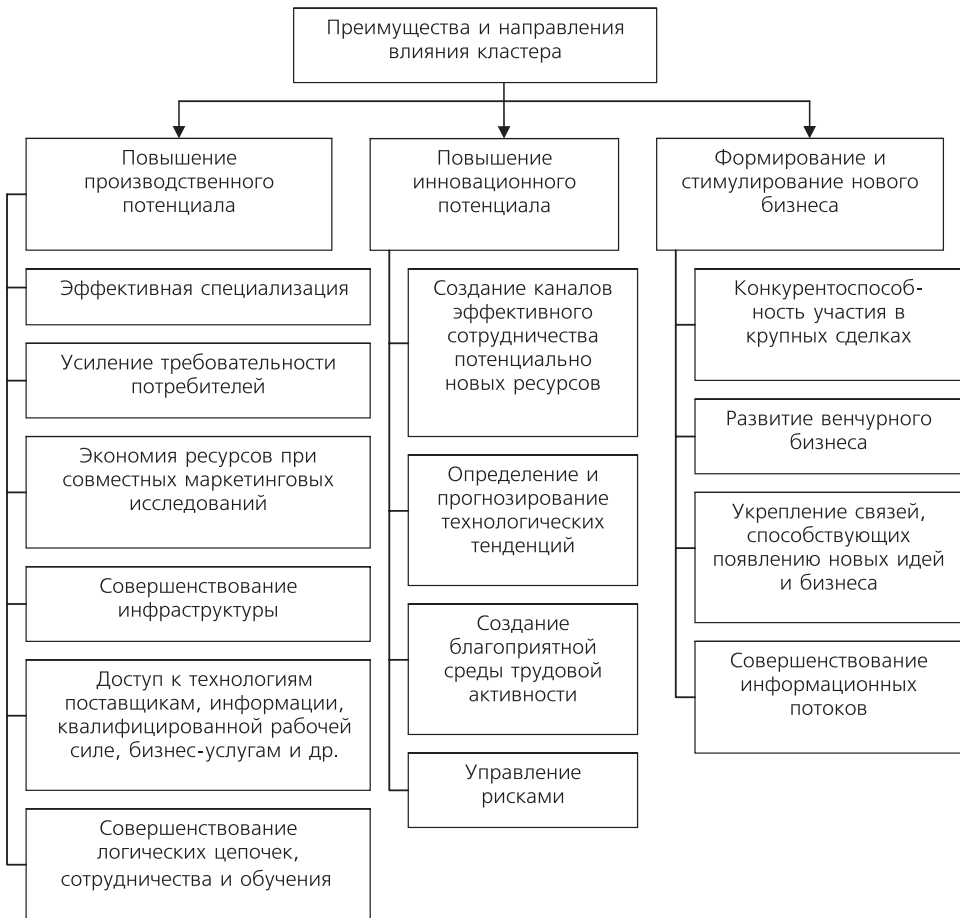 Преимущества и направления
влияния кластера
Повышение
производственного
потенциала
Эффективная специализация
Усиление требовательности
потребителей
Экономия ресурсов при
совместных маркетинговых
исследований
Совершенствование
инфраструктуры
Доступ к технологиям
поставщикам, информации,
квалифицированной рабочей
силе, бизнес-услугам и др.
Совершенствование
логических цепочек,
сотрудничества и обучения
Повышение
инновационного
потенциала
Создание каналов
эффективного
сотрудничества
потенциально
новых ресурсов
Определение и
прогнозирование
технологических
тенденций
Создание
благоприятной
среды трудовой
активности
Управление
рисками
Формирование и
стимулирование нового
бизнеса
Конкурентоспособ-
ность участия в
крупных сделках
Развитие венчурного
бизнеса
Укрепление связей,
способствующих
появлению новых идей
и бизнеса
Совершенствование
информационных
потоков